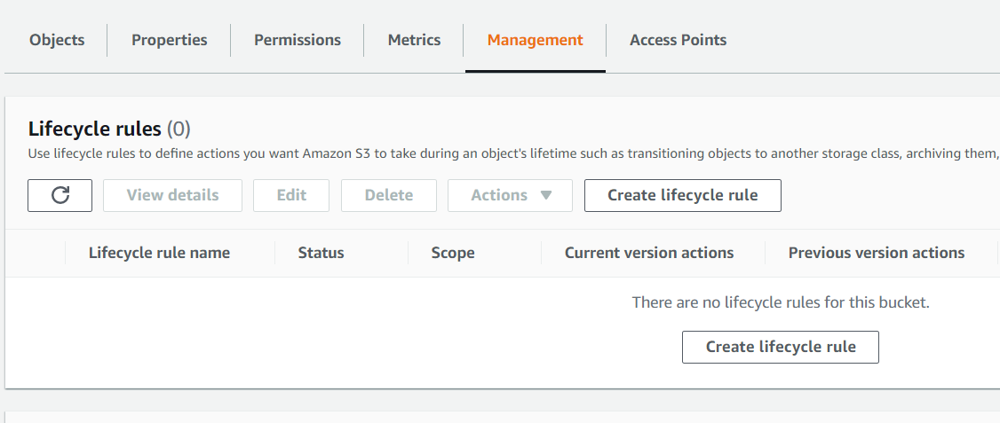 Objects Properties Permissions Metrics Management Access Points
Lifecycle rules (0)
Use lifecycle rules to define actions you want Amazon S3 to take during an object's lifetime such as transitioning objects to another storage class, archiving them,
View details Edit Delete Actions Create lifecycle rule
Lifecycle rule name Status Scope Current version actions Previous version actions
There are no lifecycle rules for this bucket.
Create lifecycle rule